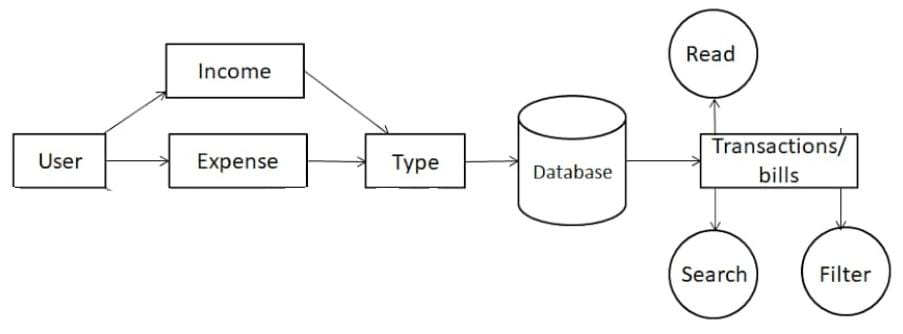 Read
Income
User
Expense
Type
Database
Transactions/
bills
Search
Filter